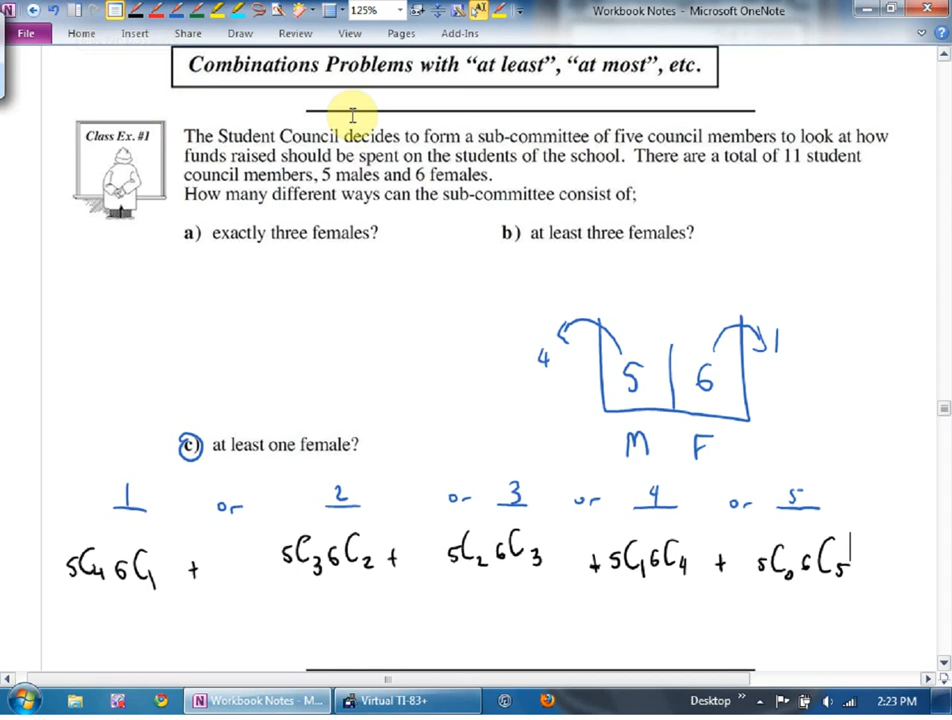 125%
Workbook Notes - Microsoft OneNote
File Home Insert Share Draw Review View Pages Add-Ins
Combinations Problems with “at least”, “at most”, etc.
Class Ex. #1
The Student Council decides to form a sub-committee of five council members to look at how
funds raised should be spent on the students of the school. There are a total of 11 student
council members, 5 males and 6 females.
How many different ways can the sub-committee consist of;
a) exactly three females? b) at least three females?
4 5 6 1
M F
c) at least one female?
1 or 2 or 3 or 4 or 5
5C4 6C1 + 5C3 6C2 + 5C2 6C3 + 5C1 6C4 + 5C0 6C5
Workbook Notes - M... Virtual TI-83+ Desktop 2:23 PM